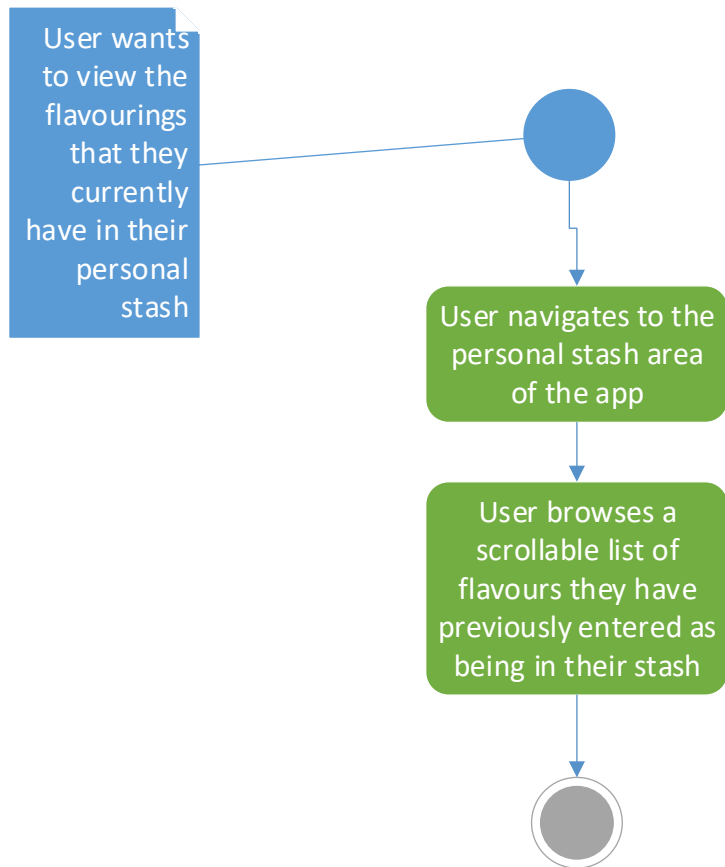 User wants
to view the
flavourings
that they
currently
have in their
personal
stash
User navigates to the
personal stash area
of the app
User browses a
scrollable list of
flavours they have
previously entered as
being in their stash